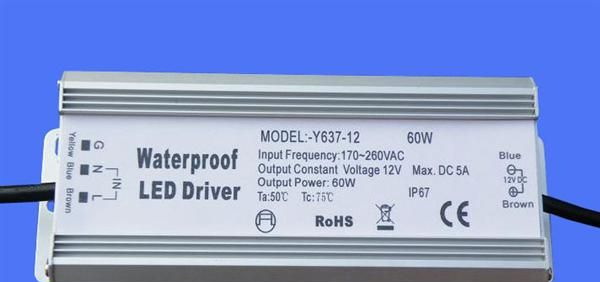 MODEL:-Y637-12 60W
Waterproof
LED Driver
Input Frequency:170~260VAC
Output Constant Voltage 12V Max. DC 5A
Output Power: 60W
Ta:50℃ Tc:75℃
IP67
RoHS
CE
Yellow G
Blue N
Brown L
IN
Blue
12V DC
Brown